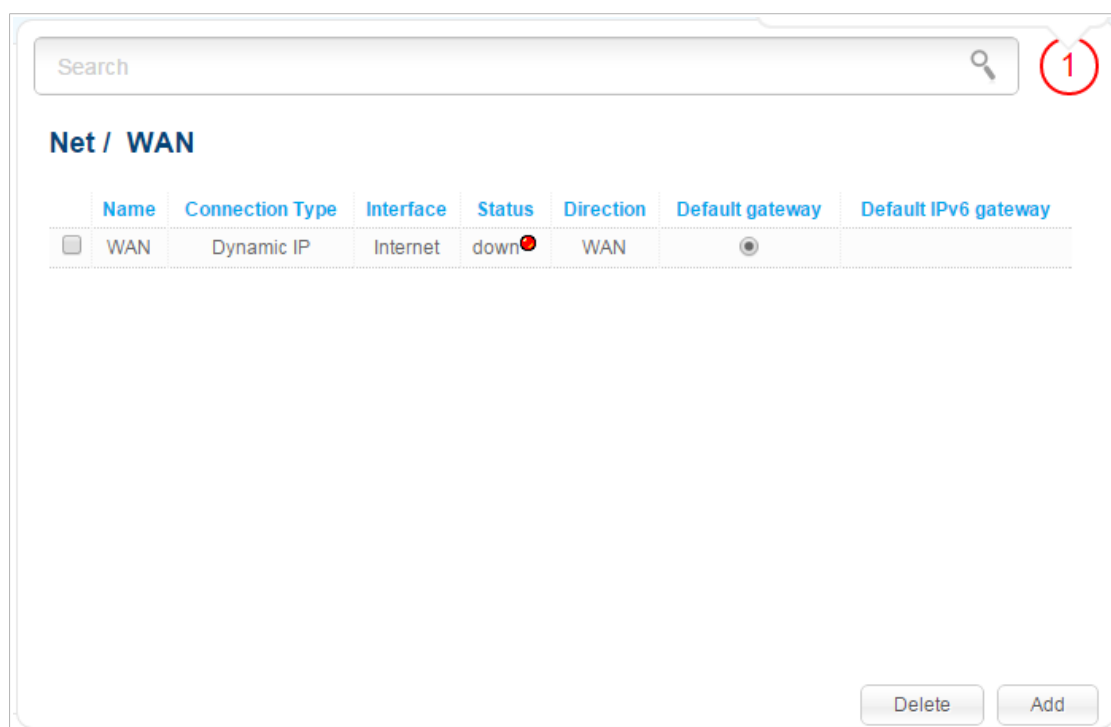 Search
1
Net / WAN
Name Connection Type Interface Status Direction Default gateway Default IPv6 gateway
WAN Dynamic IP Internet down WAN
Delete Add